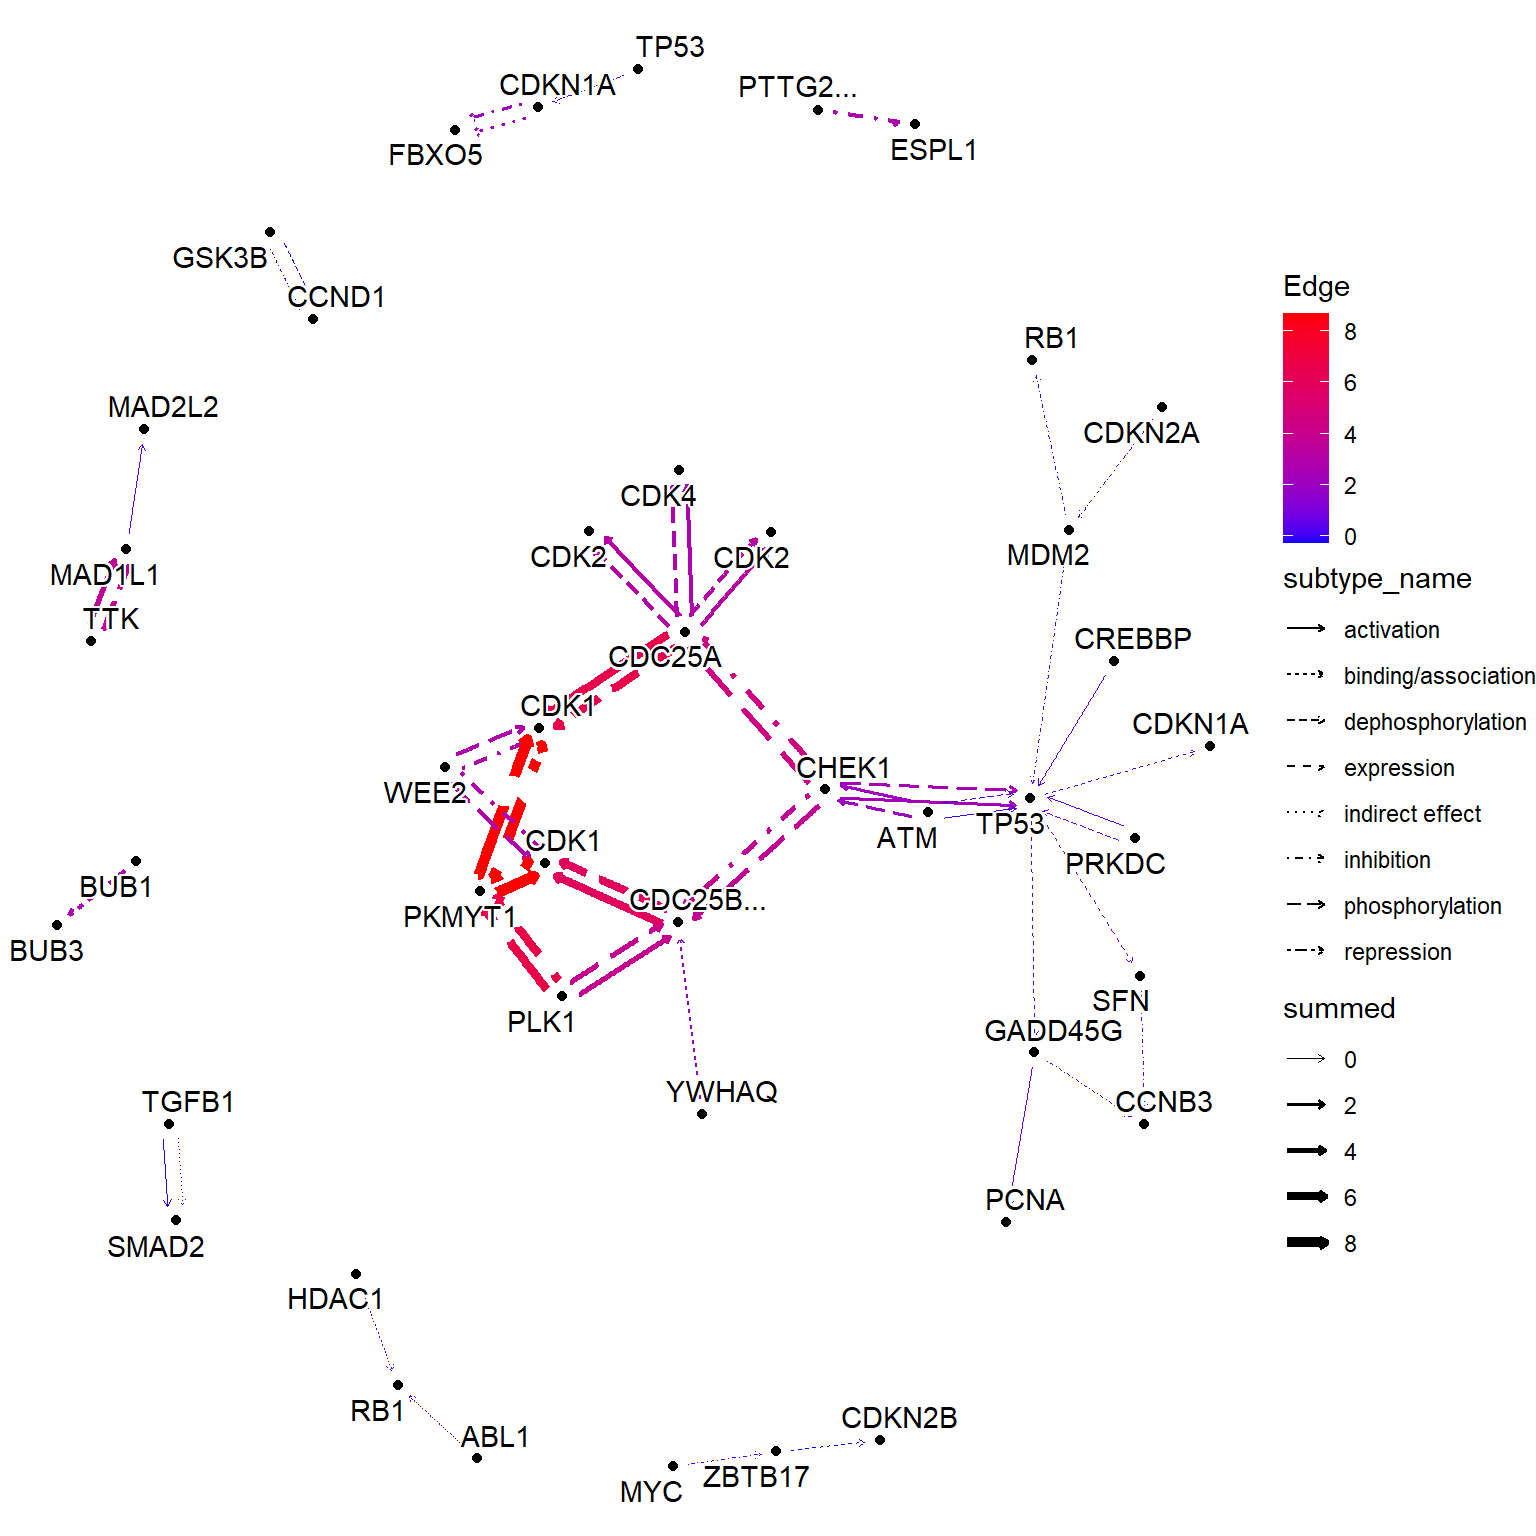 TP53
CDKN1A
PTTG2...
FBXO5
ESPL1
GSK3B
CCND1
MAD2L2
MAD1L1
TTK
RB1
CDKN2A
CDK4
CDK2
CDK2
MDM2
CDC25A
CREBBP
CDK1
CDKN1A
CHEK1
WEE2
ATM
TP53
PRKDC
CDK1
BUB1
BUB3
PKMYT1
CDC25B...
PLK1
SFN
GADD45G
YWHAQ
CCNB3
TGFB1
SMAD2
PCNA
HDAC1
RB1
ABL1
MYC
ZBTB17
CDKN2B
Edge
8
6
4
2
0
subtype_name
activation
binding/association
dephosphorylation
expression
indirect effect
inhibition
phosphorylation
repression
summed
0
2
4
6
8